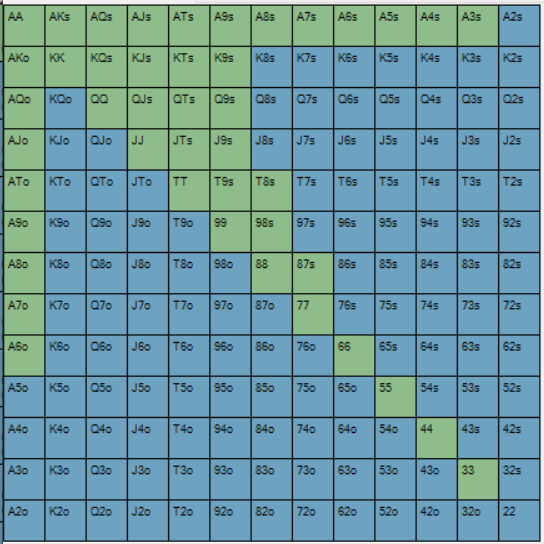 AA AKs AQs AJs ATs A9s A8s A7s A6s A5s A4s A3s A2s
AKo KK KQs KJs KTs K9s K8s K7s K6s K5s K4s K3s K2s
AQo KQo QQ QJs QTs Q9s Q8s Q7s Q6s Q5s Q4s Q3s Q2s
AJo KJo QJo JJ JTs J9s J8s J7s J6s J5s J4s J3s J2s
ATo KTo QTo JTo TT T9s T8s T7s T6s T5s T4s T3s T2s
A9o K9o Q9o J9o T9o 99 98s 97s 96s 95s 94s 93s 92s
A8o K8o Q8o J8o T8o 98o 88 87s 86s 85s 84s 83s 82s
A7o K7o Q7o J7o T7o 97o 87o 77 76s 75s 74s 73s 72s
A6o K6o Q6o J6o T6o 96o 86o 76o 66 65s 64s 63s 62s
A5o K5o Q5o J5o T5o 95o 85o 75o 65o 55 54s 53s 52s
A4o K4o Q4o J4o T4o 94o 84o 74o 64o 54o 44 43s 42s
A3o K3o Q3o J3o T3o 93o 83o 73o 63o 53o 43o 33 32s
A2o K2o Q2o J2o T2o 92o 82o 72o 62o 52o 42o 32o 22